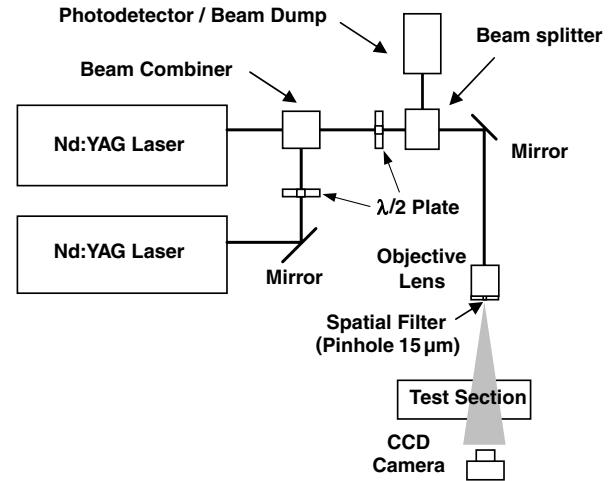 Photodetector / Beam Dump
Beam splitter
Beam Combiner
Nd:YAG Laser
Mirror
λ/2 Plate
Nd:YAG Laser
Mirror
Objective
Lens
Spatial Filter
(Pinhole 15 μm)
Test Section
CCD
Camera